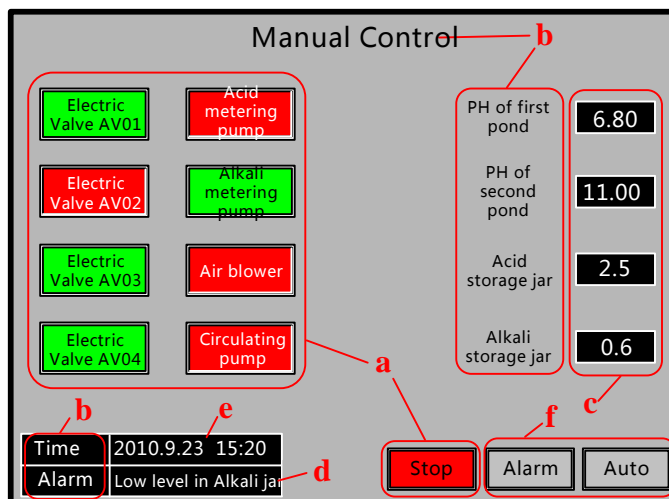 Manual Control
b
Electric
Valve AV01
Acid
metering
pump
PH of first
pond
6.80
Electric
Valve AV02
Alkali
metering
pump
PH of
second
pond
11.00
Electric
Valve AV03
Air blower
Acid
storage jar
2.5
Electric
Valve AV04
Circulating
pump
Alkali
storage jar
0.6
a
b
e
c
f
Time
2010.9.23 15:20
Alarm
Low level in Alkali jar
d
Stop
Alarm
Auto